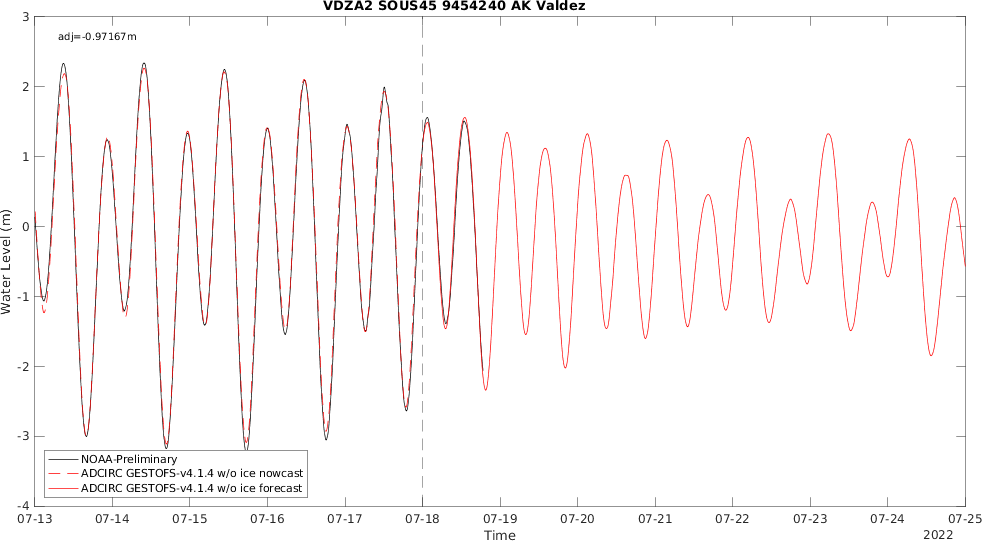 VDZA2 SOUS45 9454240 AK Valdez
adj=-0.97167m
Water Level (m)
3
2
1
0
-1
-2
-3
-4
NOAA-Preliminary
ADCIRC GESTOFS-v4.1.4 w/o ice nowcast
ADCIRC GESTOFS-v4.1.4 w/o ice forecast
07-13 07-14 07-15 07-16 07-17 07-18 07-19 07-20 07-21 07-22 07-23 07-24 07-25
Time
2022